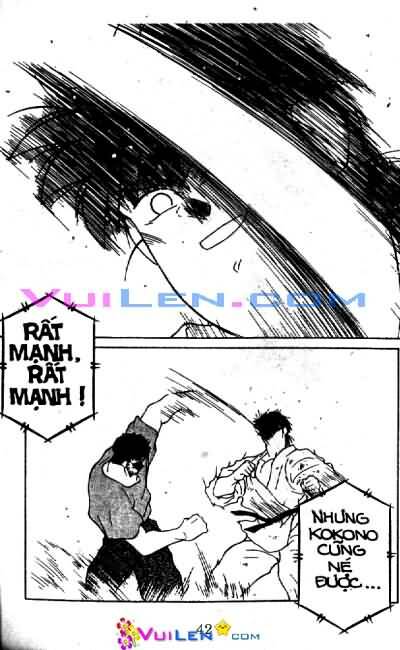 VuiLen.com
RẤT
MẠNH,
RẤT
MẠNH!
NHƯNG
KOKONO
CŨNG
NÉ
ĐƯỢC...
42
VuiLen
.COM